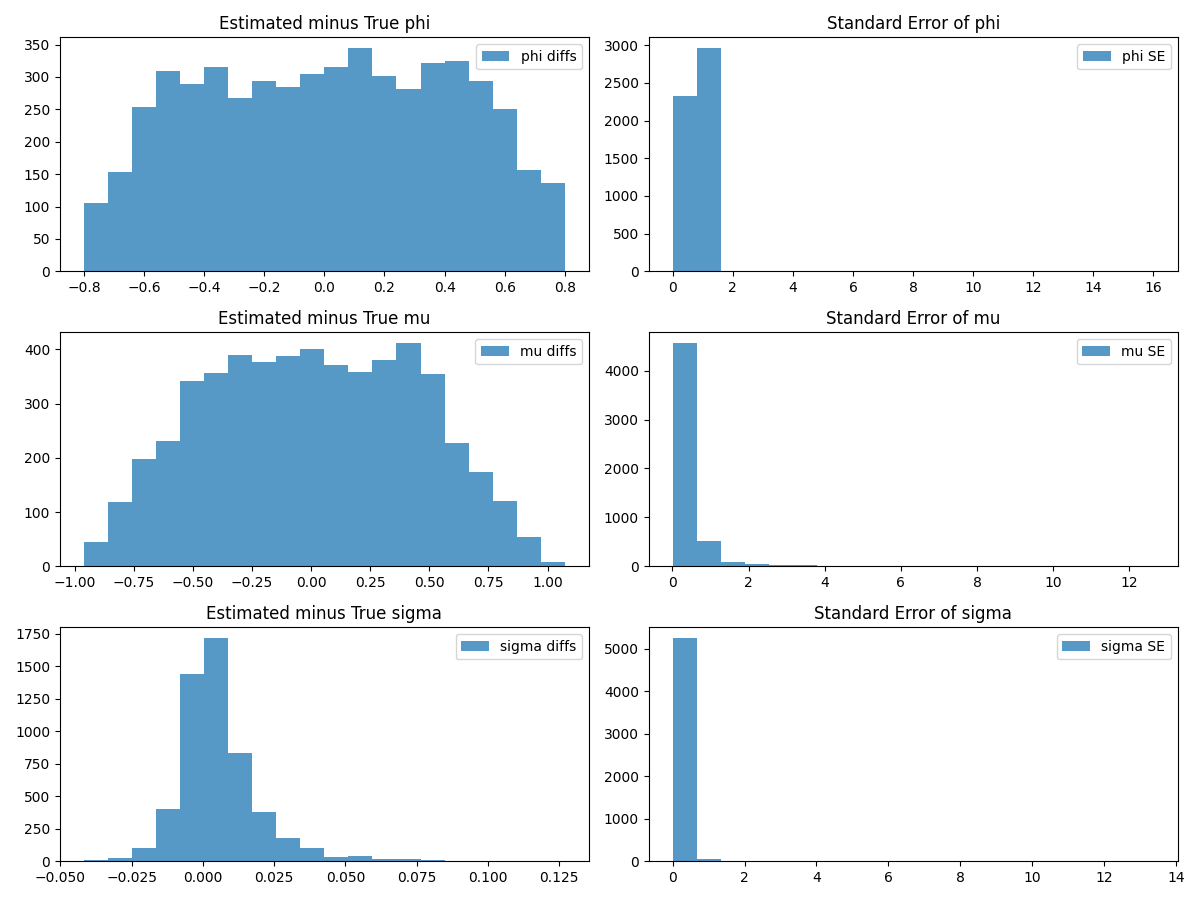 Estimated minus True phi
350
300
250
200
150
100
50
0
phi diffs
−0.8 −0.6 −0.4 −0.2 0.0 0.2 0.4 0.6 0.8
Standard Error of phi
3000
2500
2000
1500
1000
500
0
phi SE
0 2 4 6 8 10 12 14 16
Estimated minus True mu
400
300
200
100
0
mu diffs
−1.00 −0.75 −0.50 −0.25 0.00 0.25 0.50 0.75 1.00
Standard Error of mu
4000
3000
2000
1000
0
mu SE
0 2 4 6 8 10 12
Estimated minus True sigma
1750
1500
1250
1000
750
500
250
0
sigma diffs
−0.050 −0.025 0.000 0.025 0.050 0.075 0.100 0.125
Standard Error of sigma
5000
4000
3000
2000
1000
0
sigma SE
0 2 4 6 8 10 12 14